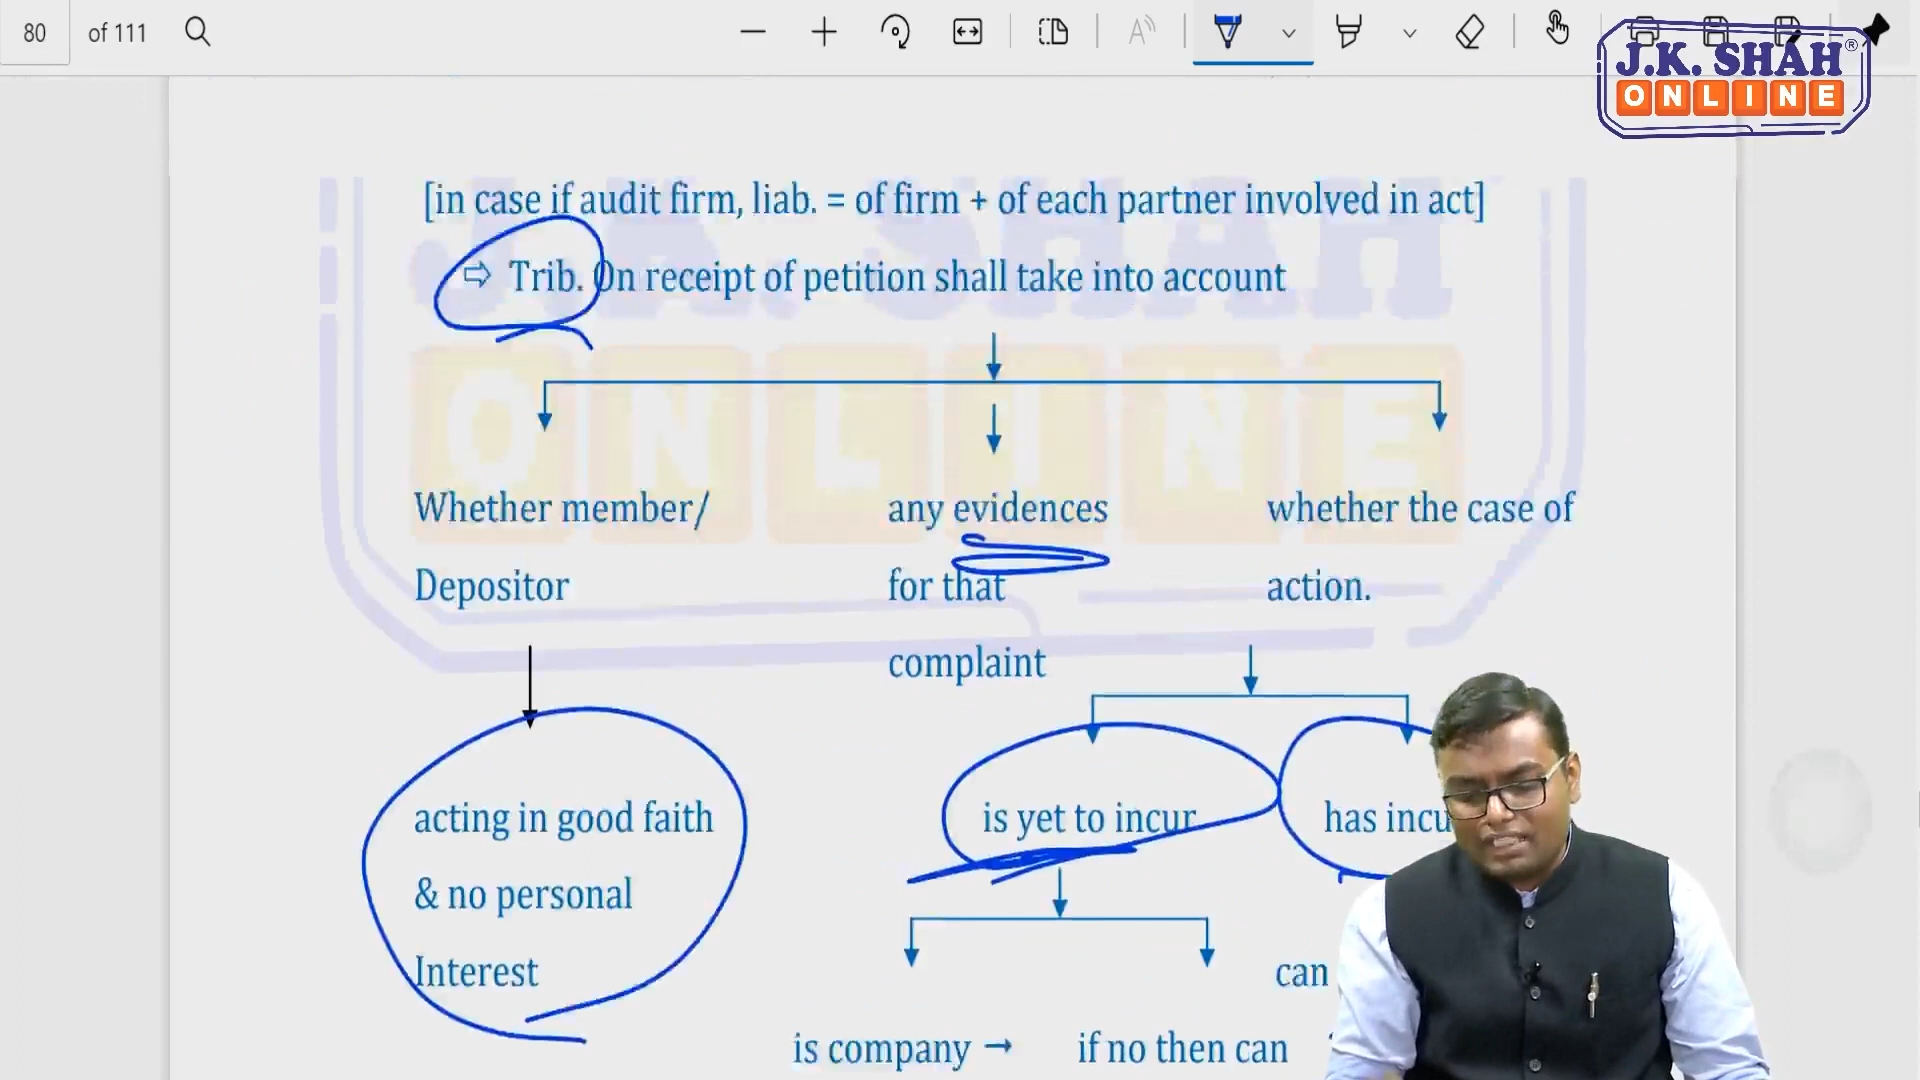 80 of 111
J.K. SHAH®
ONLINE
[in case if audit firm, liab. = of firm + of each partner involved in act]
⇨ Trib. On receipt of petition shall take into account
Whether member/ any evidences whether the case of
Depositor for that action.
complaint
acting in good faith is yet to incur has incu
& no personal
Interest can
is company → if no then can
J.K. SHAH
ONLINE